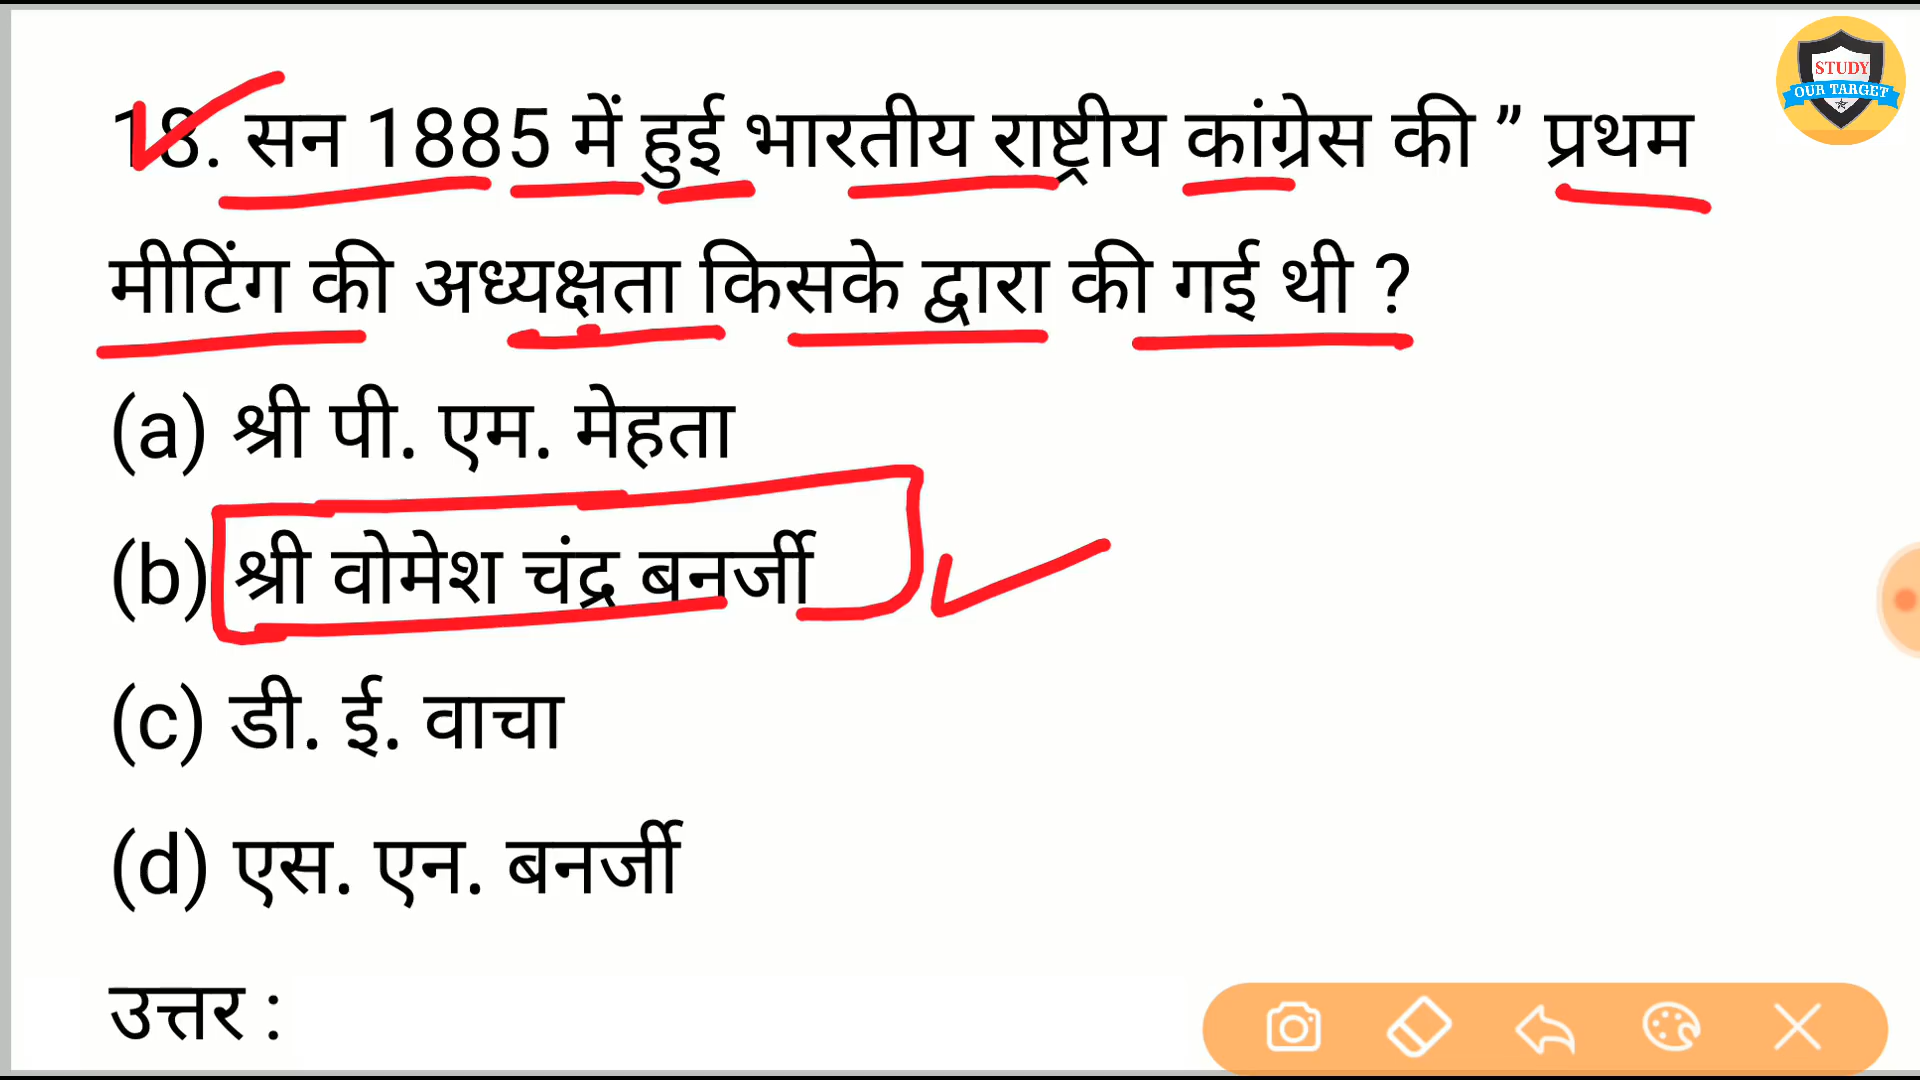 STUDY
OUR TARGET
18. सन 1885 में हुई भारतीय राष्ट्रीय कांग्रेस की ” प्रथम
मीटिंग की अध्यक्षता किसके द्वारा की गई थी ?
(a) श्री पी. एम. मेहता
(b) श्री वोमेश चंद्र बनर्जी
(c) डी. ई. वाचा
(d) एस. एन. बनर्जी
उत्तर :